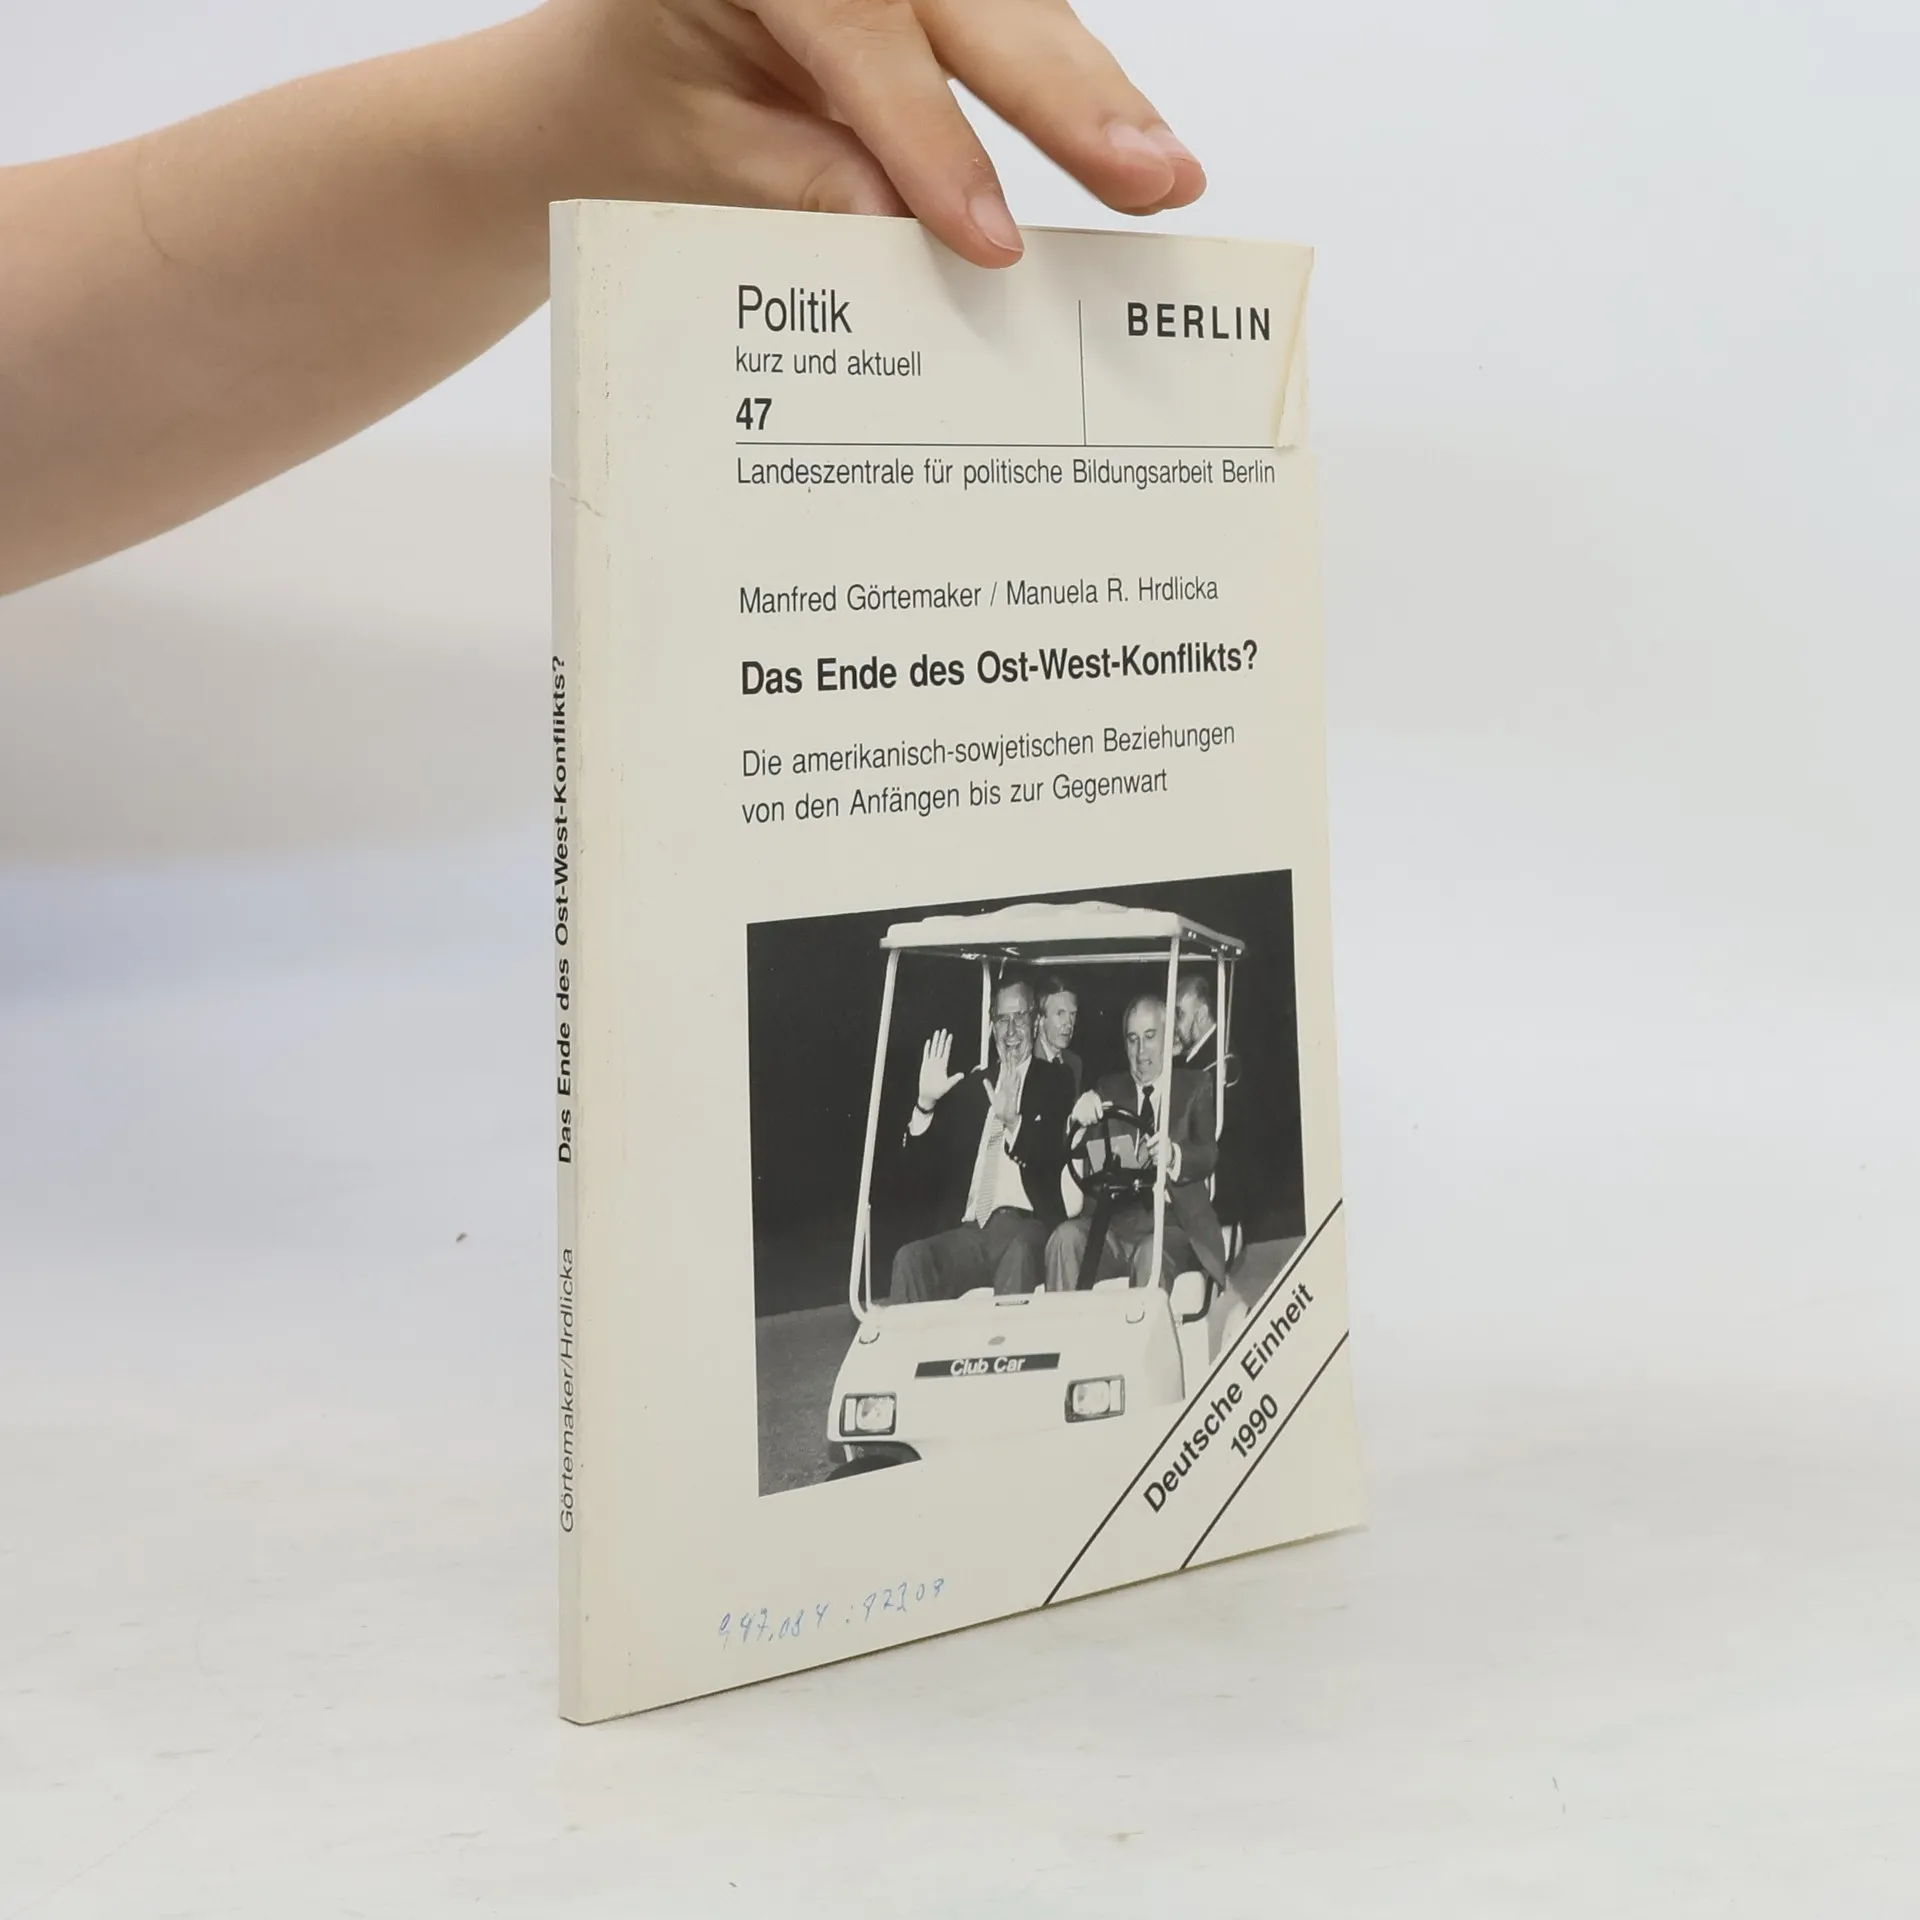 Politik
kurz und aktuell
47
BERLIN
Landeszentrale für politische Bildungsarbeit Berlin
Manfred Görtemaker / Manuela R. Hrdlicka
Das Ende des Ost-West-Konflikts?
Die amerikanisch-sowjetischen Beziehungen
von den Anfängen bis zur Gegenwart
Club Car
Deutsche Einheit
1990
Görtemaker/Hrdlicka Das Ende des Ost-West-Konflikts?